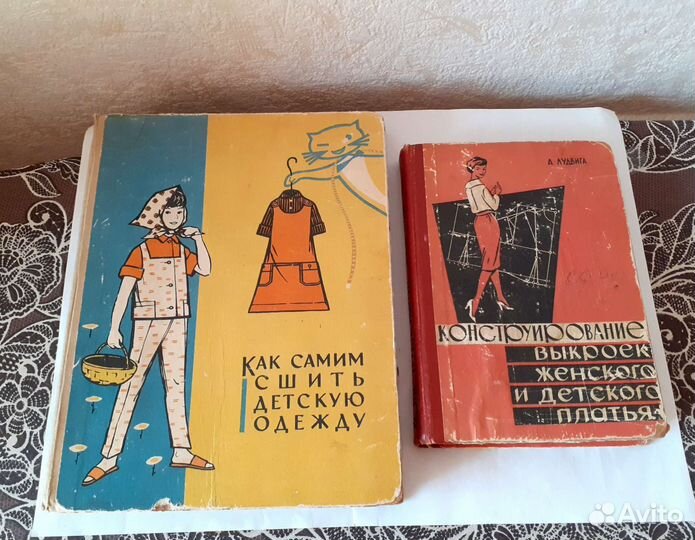 КАК САМИМ
СШИТЬ
ДЕТСКУЮ
ОДЕЖДУ
Д. ЛУДВИГА
КОНСТРУИРОВАНИЕ
ВЫКРОЕК
ЖЕНСКОГО
И ДЕТСКОГО
ПЛАТЬЯ
Avito